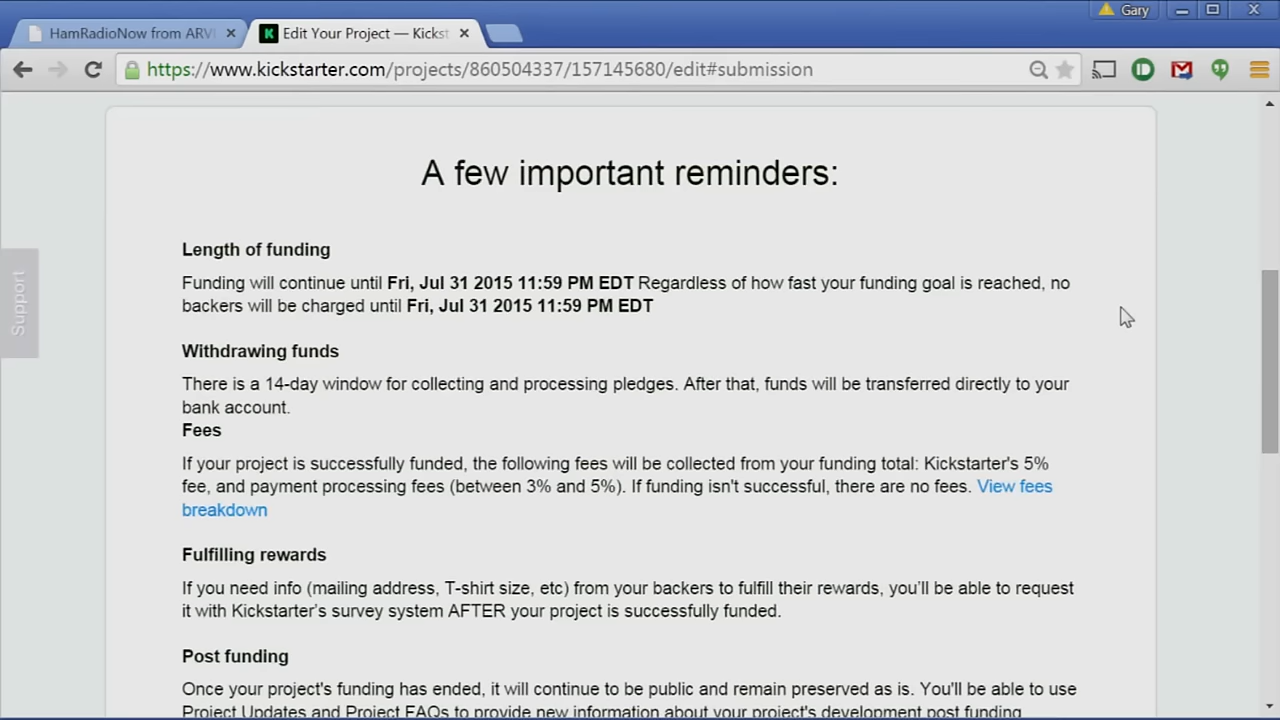 Gary
HamRadioNow from ARV
Edit Your Project — Kickst
https://www.kickstarter.com/projects/860504337/157145680/edit#submission
A few important reminders:
Support
Length of funding
Funding will continue until Fri, Jul 31 2015 11:59 PM EDT Regardless of how fast your funding goal is reached, no
backers will be charged until Fri, Jul 31 2015 11:59 PM EDT
Withdrawing funds
There is a 14-day window for collecting and processing pledges. After that, funds will be transferred directly to your
bank account.
Fees
If your project is successfully funded, the following fees will be collected from your funding total: Kickstarter's 5%
fee, and payment processing fees (between 3% and 5%). If funding isn't successful, there are no fees. View fees
breakdown
Fulfilling rewards
If you need info (mailing address, T-shirt size, etc) from your backers to fulfill their rewards, you’ll be able to request
it with Kickstarter’s survey system AFTER your project is successfully funded.
Post funding
Once your project's funding has ended, it will continue to be public and remain preserved as is. You'll be able to use
Project Updates and Project FAQs to provide new information about your project's development post funding